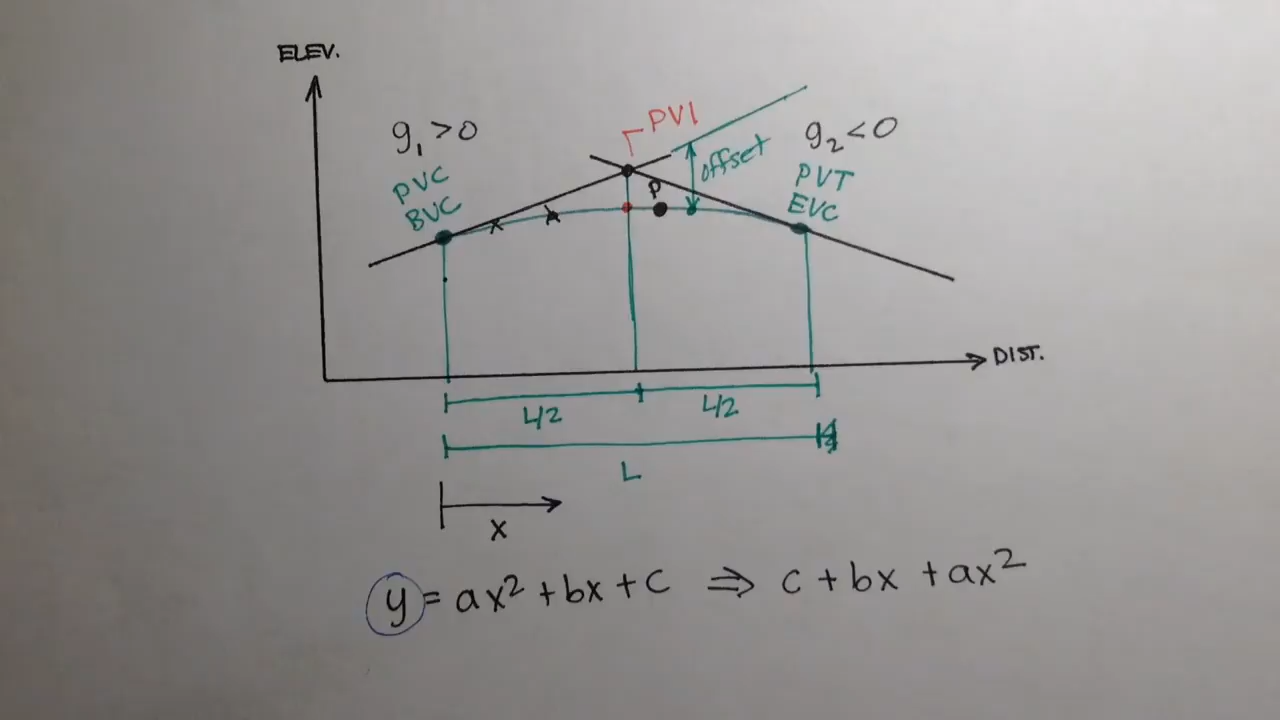 ELEV.
g₁>0
PVC
BVC
PVI
P
offset
g₂<0
PVT
EVC
DIST.
L/2
L/2
L
X
y = ax² + bx + c ⇒ c + bx + ax²